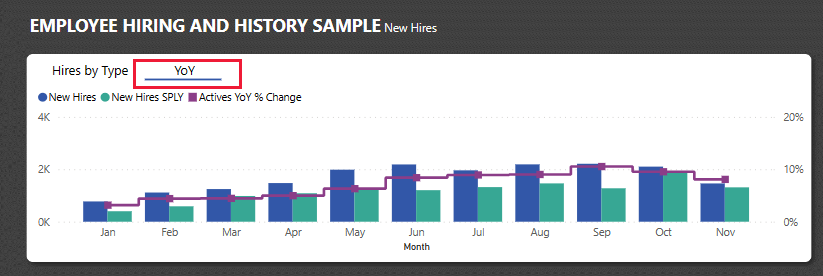 EMPLOYEE HIRING AND HISTORY SAMPLE New Hires
Hires by Type YoY
New Hires New Hires SPLY Actives YoY % Change
4K 20%
2K 10%
0K 0%
Jan Feb Mar Apr May Jun Jul Aug Sep Oct Nov
Month